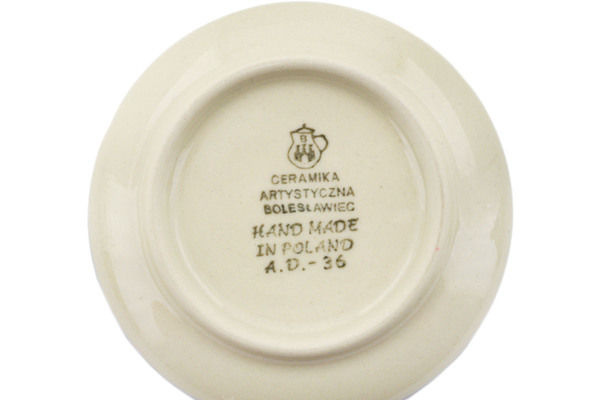 B
CERAMIKA
ARTYSTYCZNA
BOLESŁAWIEC
HAND MADE
IN POLAND
A.D.-36